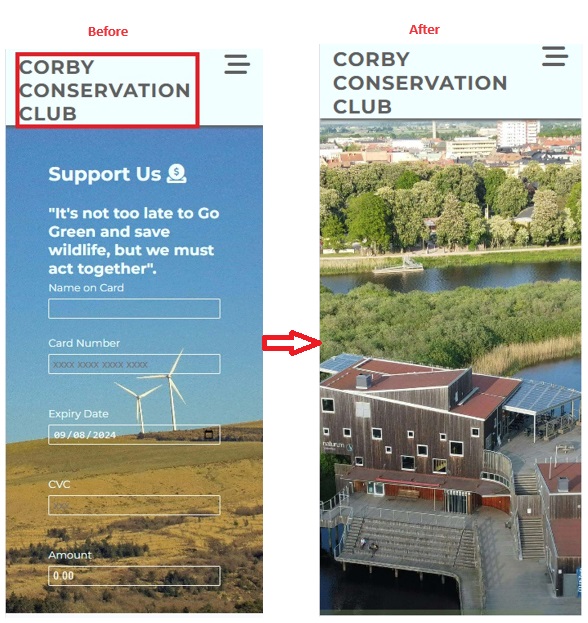 Before
After
CORBY
CONSERVATION
CLUB
Support Us
"It's not too late to Go
Green and save
wildlife, but we must
act together".
Name on Card
Card Number
xxxx xxxx xxxx xxxx
Expiry Date
09/08/2024
CVC
Amount
0.00
CORBY
CONSERVATION
CLUB
naturum